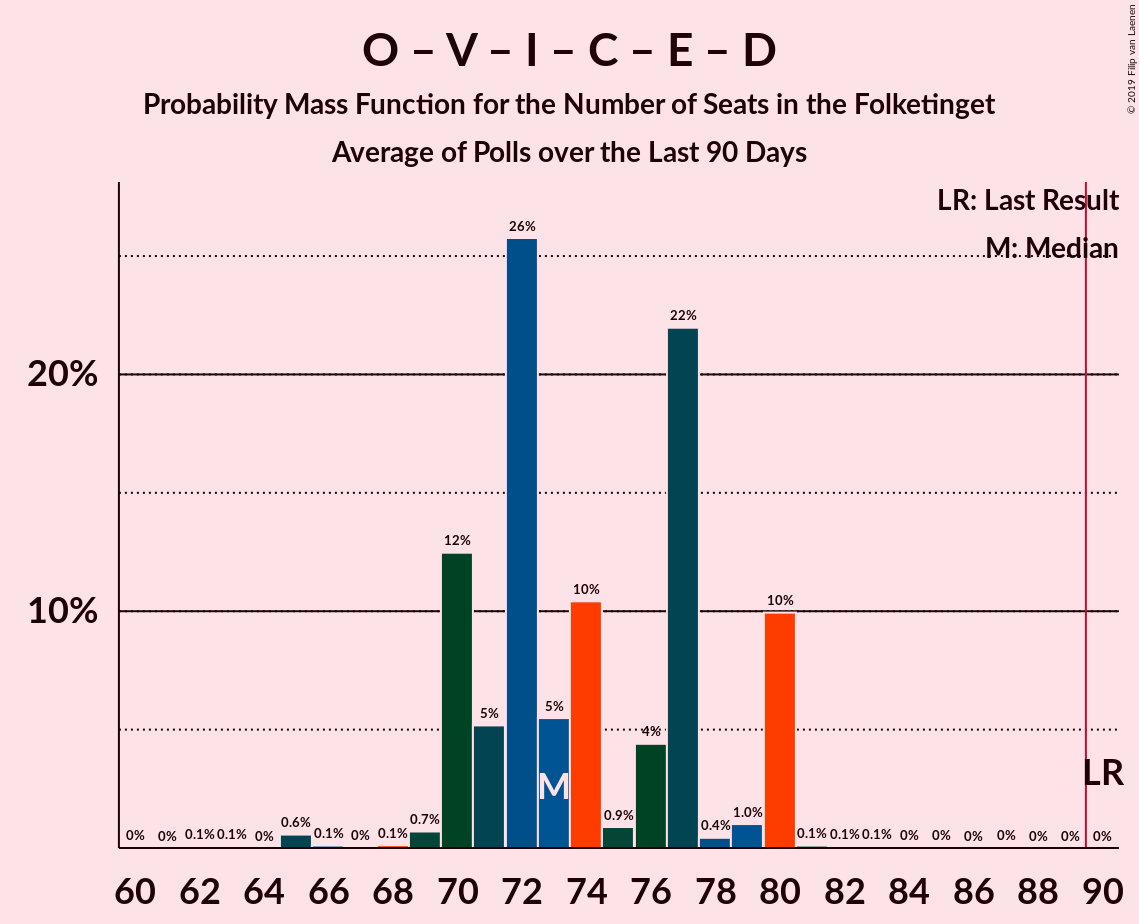 O – V – I – C – E – D
Probability Mass Function for the Number of Seats in the Folketinget
Average of Polls over the Last 90 Days
© 2019 Filip van Laenen
LR: Last Result
M: Median
20%
10%
0% 0% 0.1% 0.1% 0% 0.6% 0.1% 0% 0.1% 0.7% 12% 5% 26% 5% 10% 0.9% 4% 22% 0.4% 1.0% 10% 0.1% 0.1% 0.1% 0% 0% 0% 0% 0% 0% 0%
M
LR
60 62 64 66 68 70 72 74 76 78 80 82 84 86 88 90